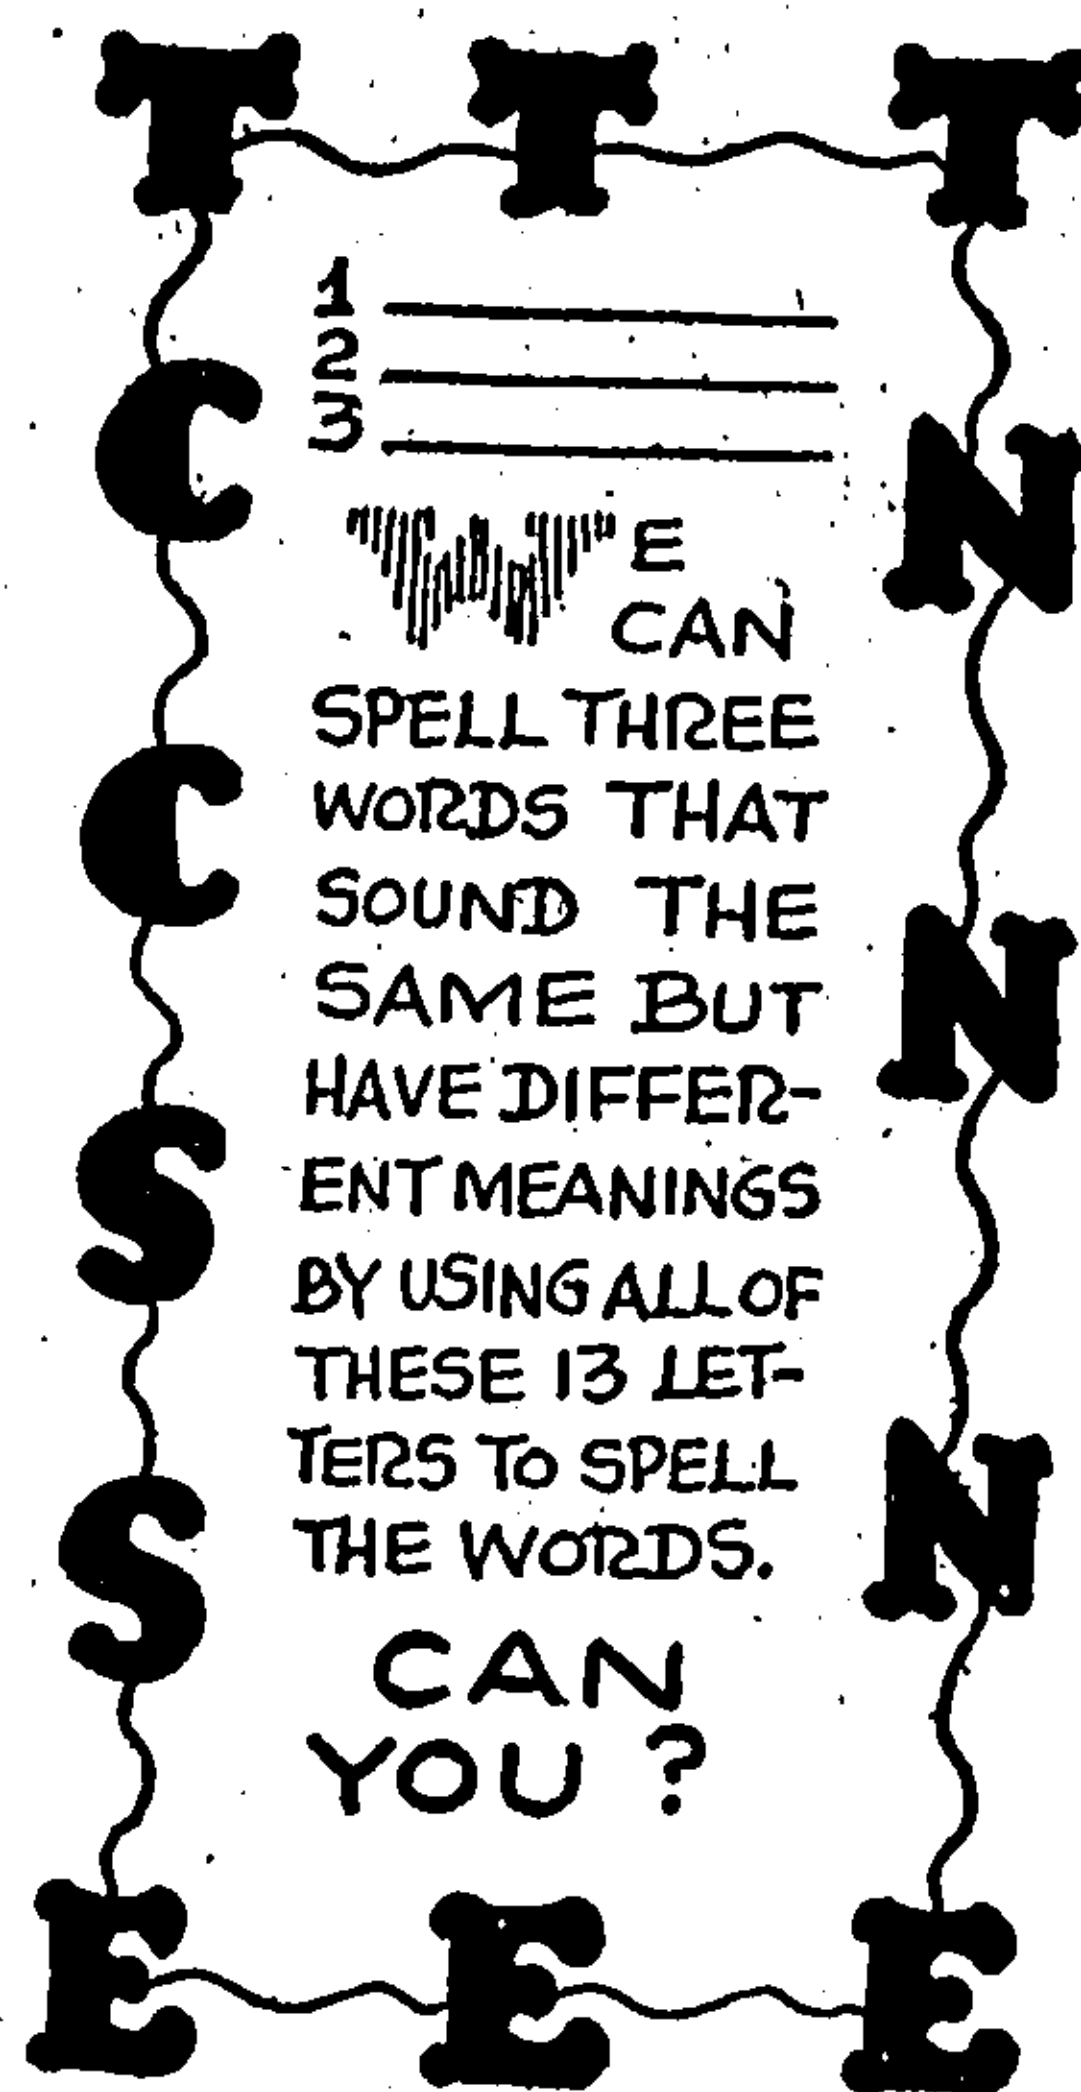 T T T
1
2
3
C N
WE
CAN
SPELL THREE
WORDS THAT
C
SOUND THE
N
SAME BUT
HAVE DIFFER-
S
ENT MEANINGS
BY USING ALL OF
THESE 13 LET-
TERS TO SPELL
N
S
THE WORDS.
CAN
YOU?
E E E